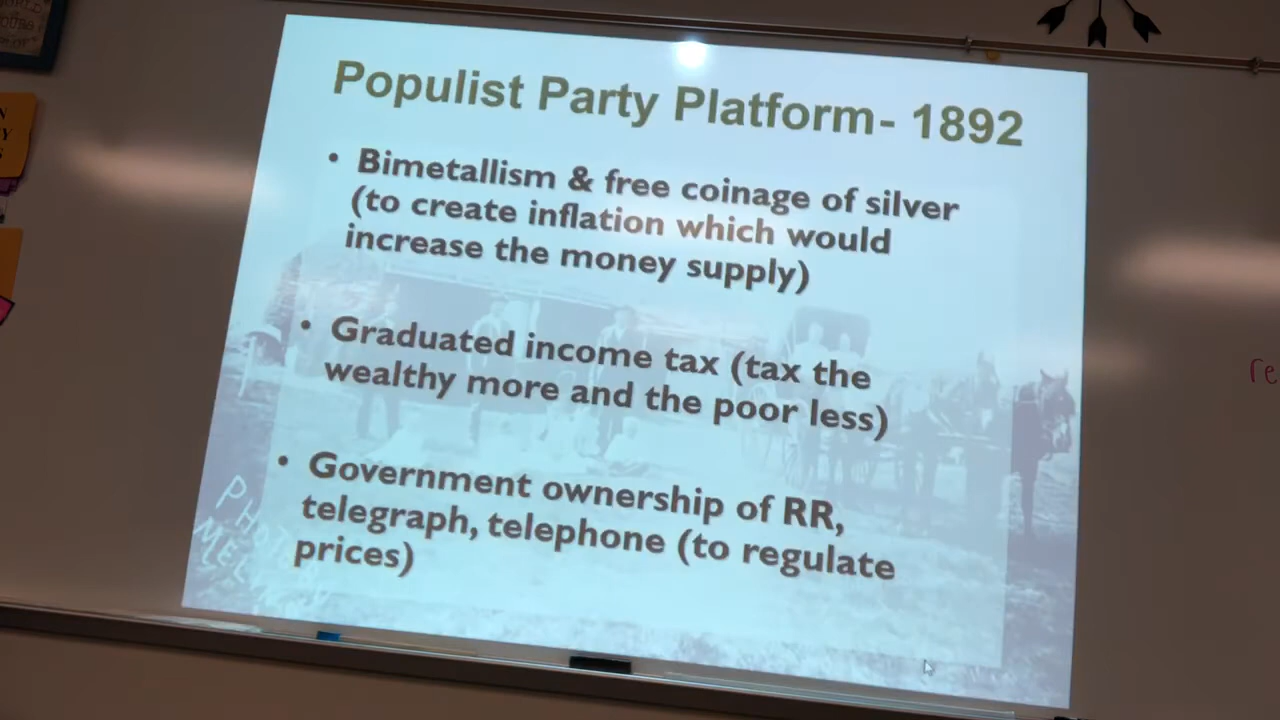 Populist Party Platform- 1892
• Bimetallism & free coinage of silver
(to create inflation which would
increase the money supply)
• Graduated income tax (tax the
wealthy more and the poor less)
• Government ownership of RR,
telegraph, telephone (to regulate
prices)